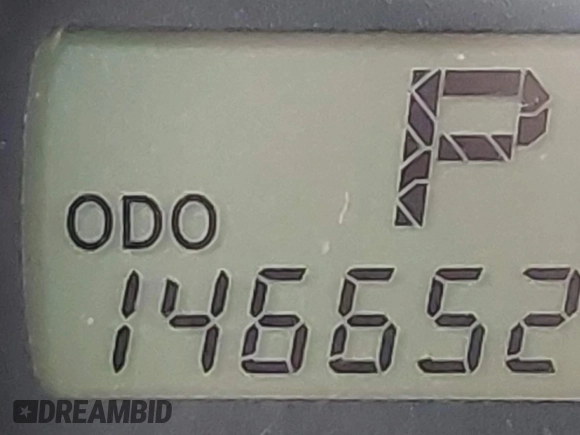 P
ODO
146652
DREAMBID